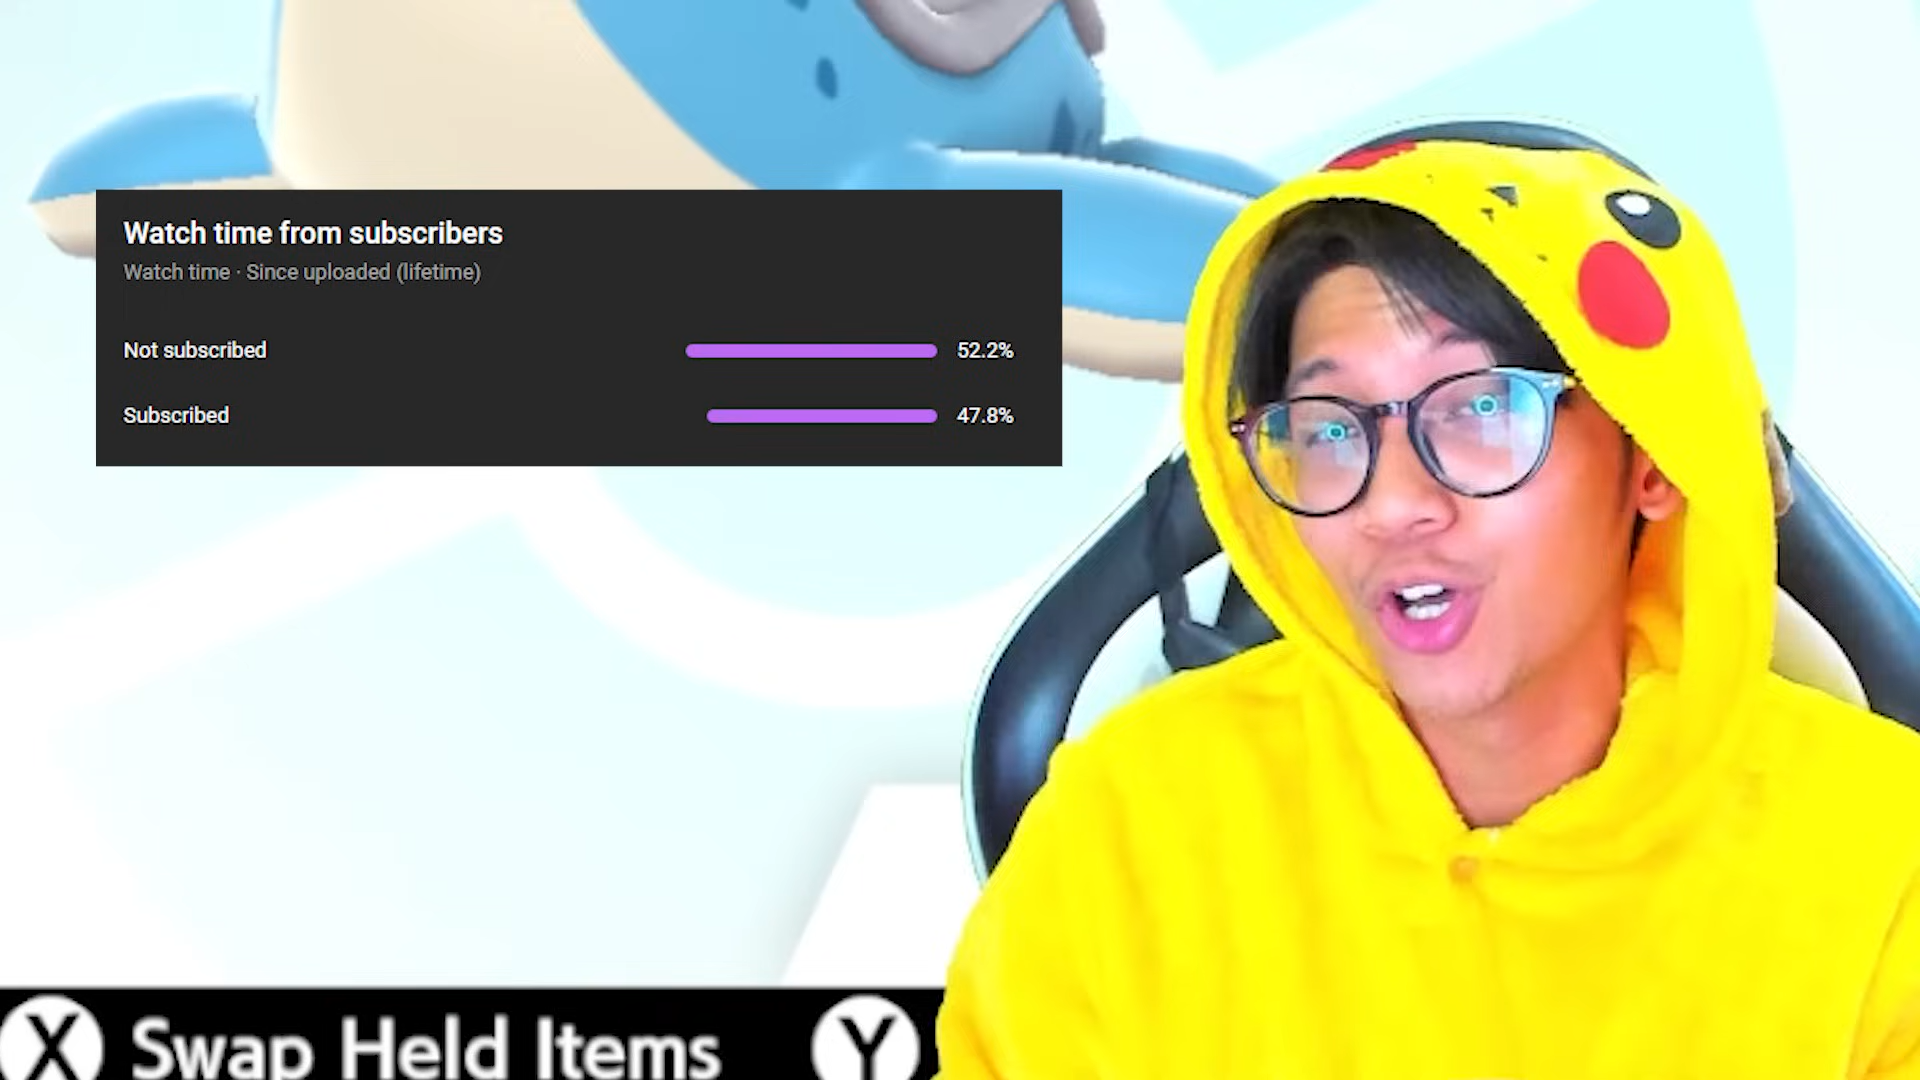 Watch time from subscribers
Watch time · Since uploaded (lifetime)
Not subscribed 52.2%
Subscribed 47.8%
X Swap Held Items Y